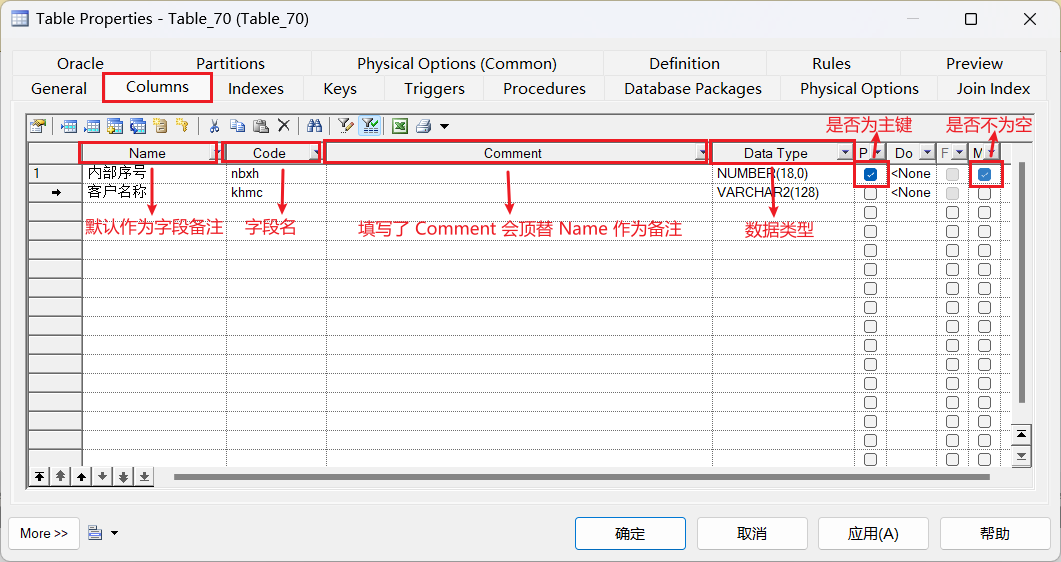 Table Properties - Table_70 (Table_70)
Oracle Partitions Physical Options (Common) Definition Rules Preview
General Columns Indexes Keys Triggers Procedures Database Packages Physical Options Join Index
是否为主键 是否不为空
Name Code Comment Data Type P Do F M
1 内部序号 nbxh NUMBER(18,0) <None
客户名称 khmc VARCHAR2(128) <None
默认作为字段备注 字段名 填写了 Comment 会顶替 Name 作为备注 数据类型
More >> 确定 取消 应用(A) 帮助